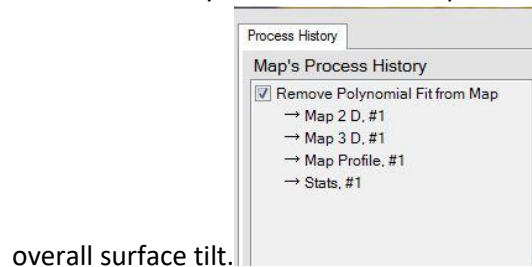 Process History
Map's Process History
Remove Polynomial Fit from Map
→ Map 2 D, #1
→ Map 3 D, #1
→ Map Profile, #1
→ Stats, #1
overall surface tilt.